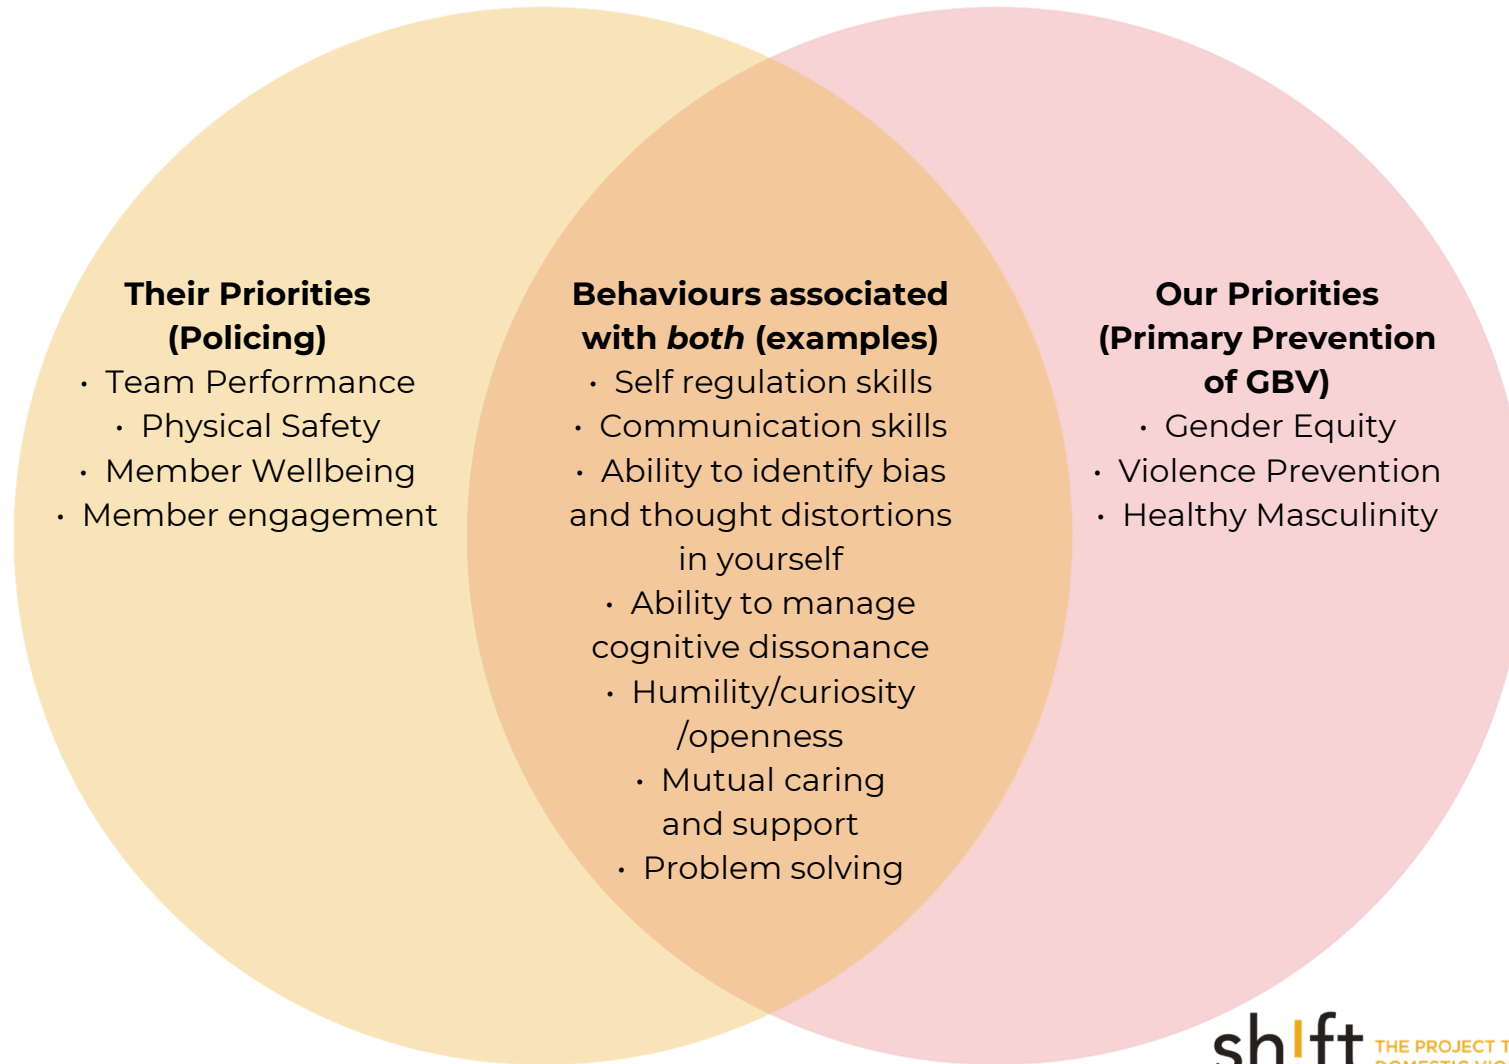 Their Priorities
(Policing)
· Team Performance
· Physical Safety
· Member Wellbeing
· Member engagement
Behaviours associated
with both (examples)
· Self regulation skills
· Communication skills
· Ability to identify bias
and thought distortions
in yourself
· Ability to manage
cognitive dissonance
· Humility/curiosity
/openness
· Mutual caring
and support
· Problem solving
Our Priorities
(Primary Prevention
of GBV)
· Gender Equity
· Violence Prevention
· Healthy Masculinity
sh!ft THE PROJECT
DOMESTIC